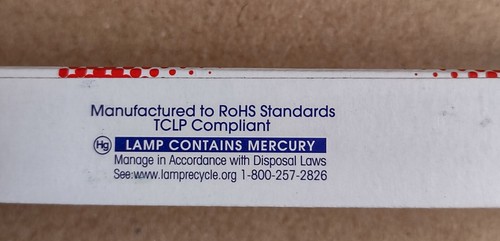 Manufactured to RoHS Standards
TCLP Compliant
Hg LAMP CONTAINS MERCURY
Manage in Accordance with Disposal Laws
See:www.lamprecycle.org 1-800-257-2826